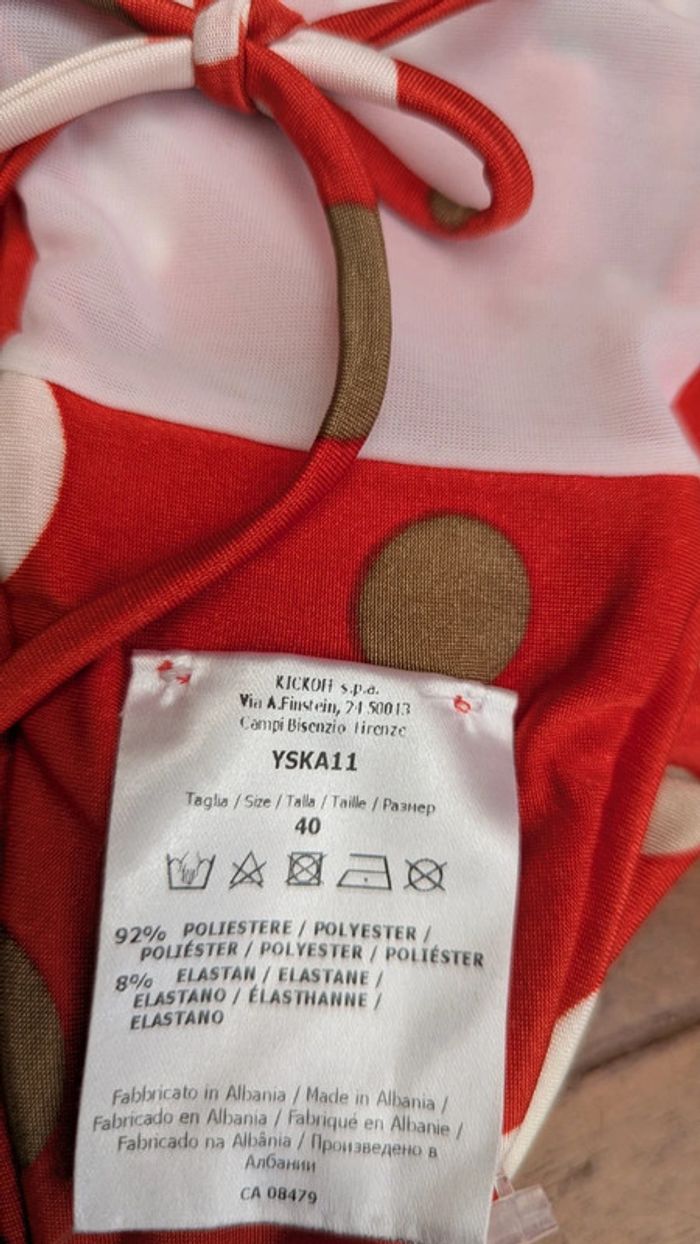 KICKOFF s.p.a.
Via A.Einstein, 24 50013
Campi Bisenzio Firenze
YSKA11
Taglia / Size / Talla / Taille / Размер
40
92% POLIESTERE / POLYESTER /
POLIÉSTER / POLYESTER / POLIÉSTER
8% ELASTAN / ELASTANE /
ELASTANO / ÉLASTHANNE /
ELASTANO
Fabbricato in Albania / Made in Albania /
Fabricado en Albania / Fabriqué en Albanie /
Fabricado na Albânia / Произведено в
Албании
CA 08479